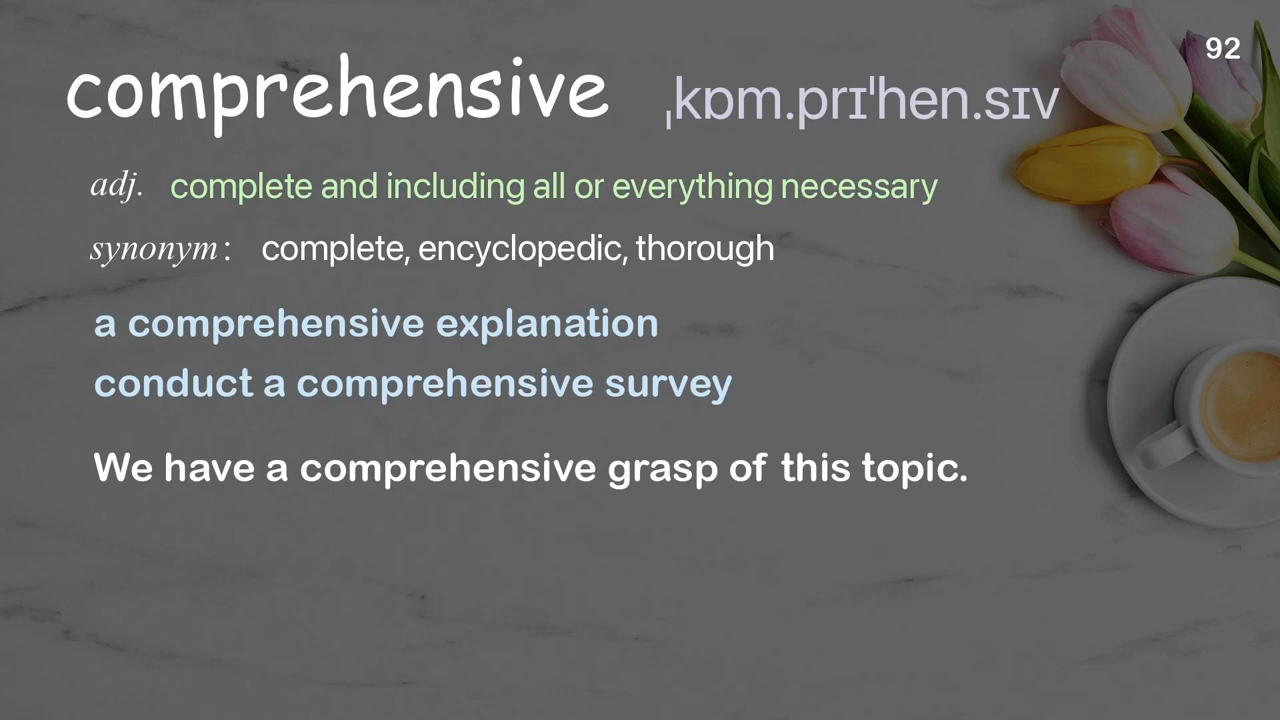 92
comprehensive ˌkɒm.prɪˈhen.sɪv
adj. complete and including all or everything necessary
synonym: complete, encyclopedic, thorough
a comprehensive explanation
conduct a comprehensive survey
We have a comprehensive grasp of this topic.